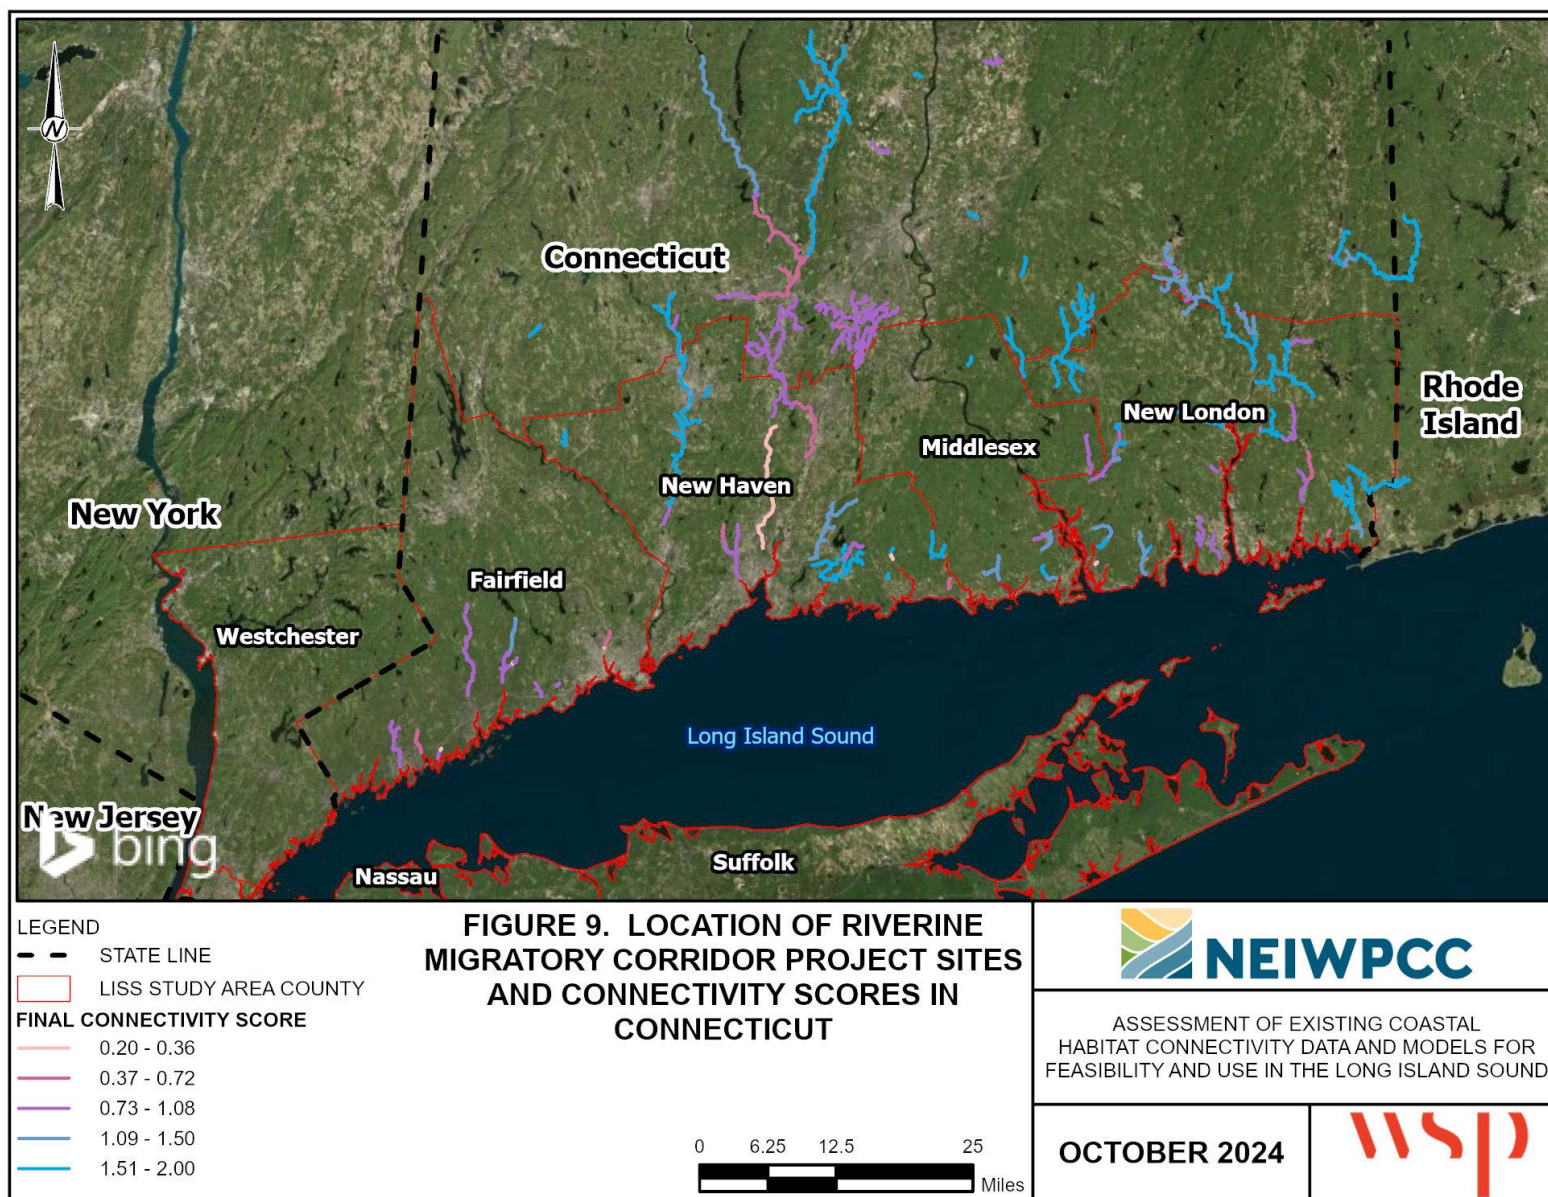 N
Connecticut
Rhode
Island
New London
Middlesex
New Haven
New York
Fairfield
Westchester
Long Island Sound
New Jersey
bing
Suffolk
Nassau
LEGEND
STATE LINE
LISS STUDY AREA COUNTY
FINAL CONNECTIVITY SCORE
0.20 - 0.36
0.37 - 0.72
0.73 - 1.08
1.09 - 1.50
1.51 - 2.00
FIGURE 9. LOCATION OF RIVERINE
MIGRATORY CORRIDOR PROJECT SITES
AND CONNECTIVITY SCORES IN
CONNECTICUT
0 6.25 12.5 25
Miles
NEIWPCC
ASSESSMENT OF EXISTING COASTAL
HABITAT CONNECTIVITY DATA AND MODELS FOR
FEASIBILITY AND USE IN THE LONG ISLAND SOUND
OCTOBER 2024
wsp